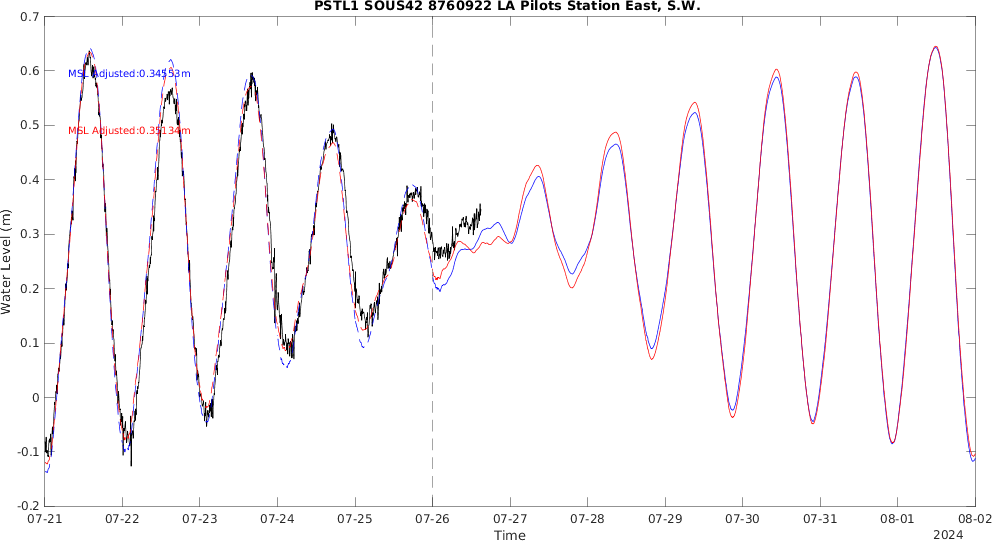 PSTL1 SOUS42 8760922 LA Pilots Station East, S.W.
0.7
0.6
0.5
0.4
0.3
0.2
0.1
0
-0.1
-0.2
Water Level (m)
MSL Adjusted:0.34553m
MSL Adjusted:0.35134m
07-21 07-22 07-23 07-24 07-25 07-26 07-27 07-28 07-29 07-30 07-31 08-01 08-02
Time
2024